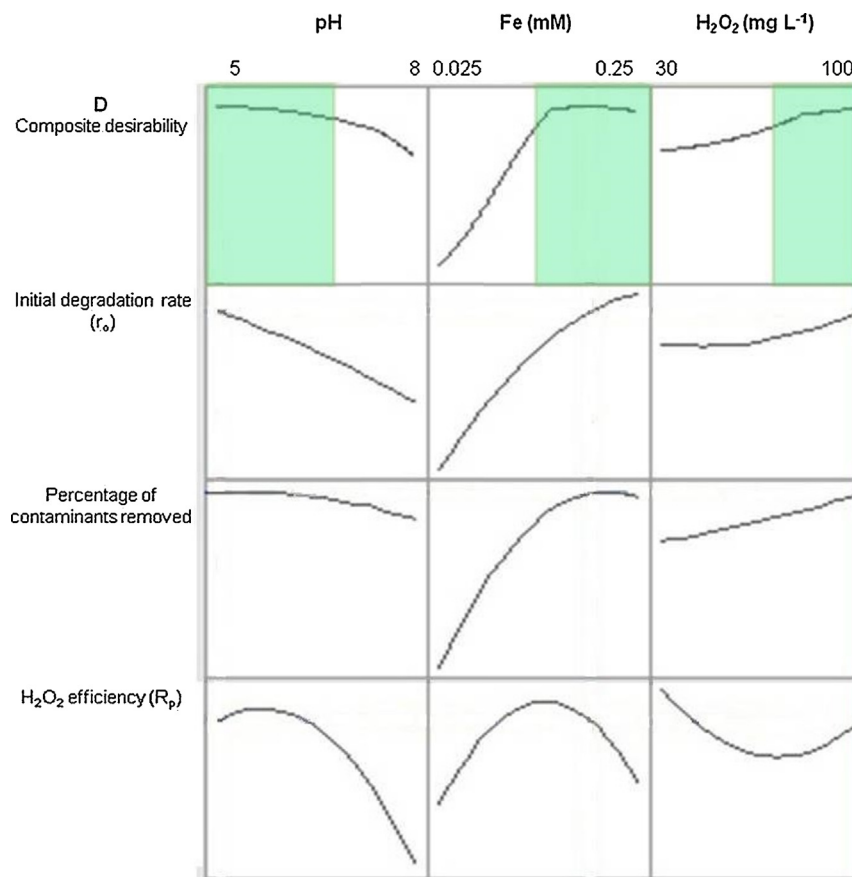 pH Fe (mM) H₂O₂ (mg L⁻¹)
5 8 0.025 0.25 30 100
D
Composite desirability
Initial degradation rate
(r₀)
Percentage of
contaminants removed
H₂O₂ efficiency (Rₚ)